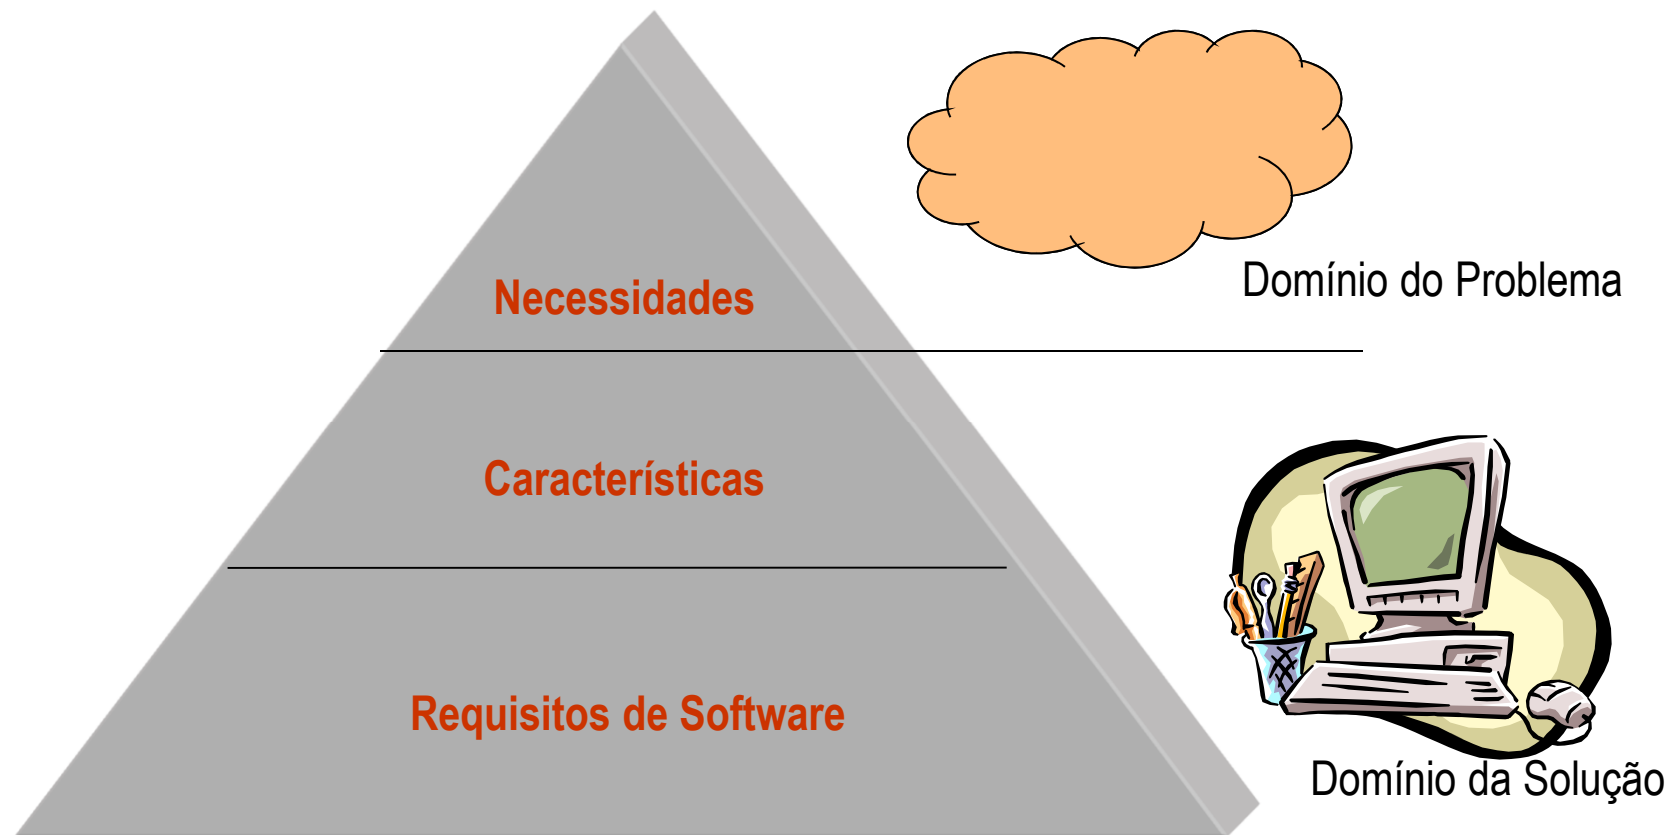 Domínio do Problema
Necessidades
Características
Requisitos de Software
Domínio da Solução